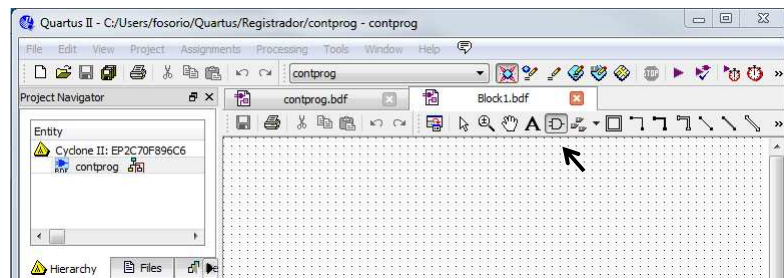 Quartus II - C:/Users/fosorio/Quartus/Registrador/contprog - contprog
File Edit View Project Assignments Processing Tools Window Help
contprog
Project Navigator
contprog.bdf
Block1.bdf
Entity
Cyclone II: EP2C70F896C6
contprog
Hierarchy
Files